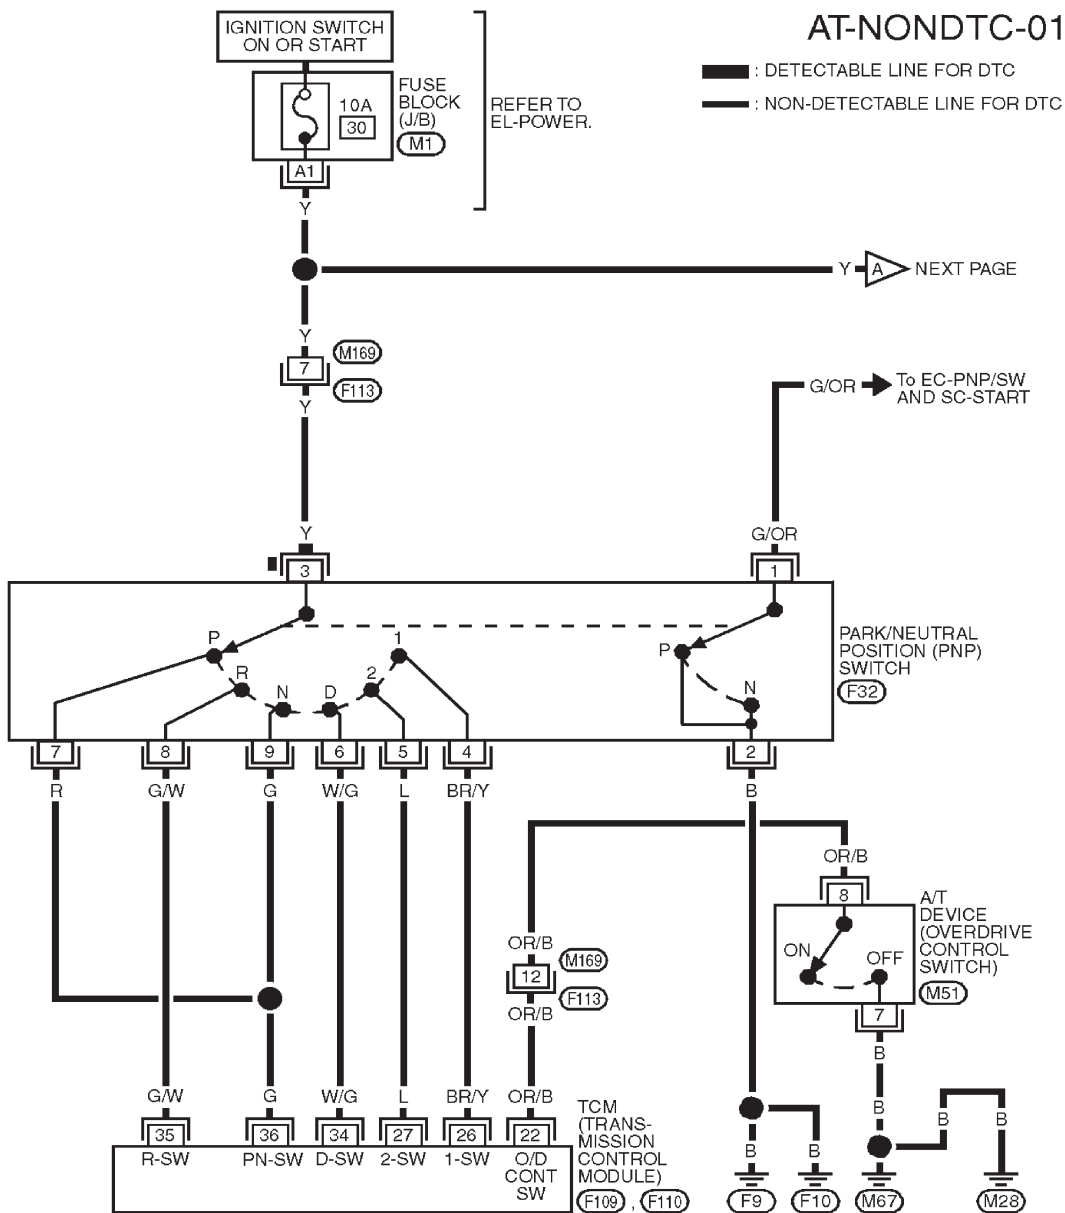 AT-NONDTC-01
IGNITION SWITCH
ON OR START
: DETECTABLE LINE FOR DTC
: NON-DETECTABLE LINE FOR DTC
10A
30
FUSE
BLOCK
(J/B)
M1
REFER TO
EL-POWER.
A1
Y
Y
A
NEXT PAGE
Y
7
M169
F113
Y
G/OR
To EC-PNP/SW
AND SC-START
Y
G/OR
3
1
P
R
N
D
2
1
P
N
PARK/NEUTRAL
POSITION (PNP)
SWITCH
F32
7
8
9
6
5
4
2
R
G/W
G
W/G
L
BR/Y
B
OR/B
8
A/T
DEVICE
(OVERDRIVE
CONTROL
SWITCH)
M51
ON
OFF
7
B
OR/B
12
M169
F113
OR/B
G/W
G
W/G
L
BR/Y
OR/B
35
36
34
27
26
22
R-SW
PN-SW
D-SW
2-SW
1-SW
O/D
CONT
SW
TCM
(TRANS-
MISSION
CONTROL
MODULE)
F109 , F110
B
B
B
B
B
B
F9
F10
M67
M28